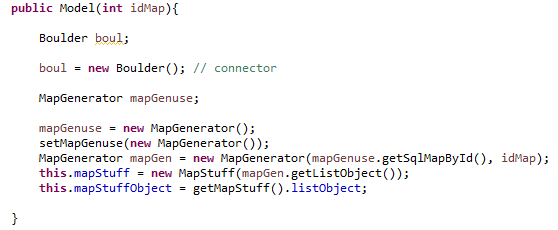 public Model(int idMap){
Boulder boul;
boul = new Boulder(); // connector
MapGenerator mapGenuse;
mapGenuse = new MapGenerator();
setMapGenuse(new MapGenerator());
MapGenerator mapGen = new MapGenerator(mapGenuse.getSqlMapById(), idMap);
this.mapStuff = new MapStuff(mapGen.getListObject());
this.mapStuffObject = getMapStuff().listObject;
}